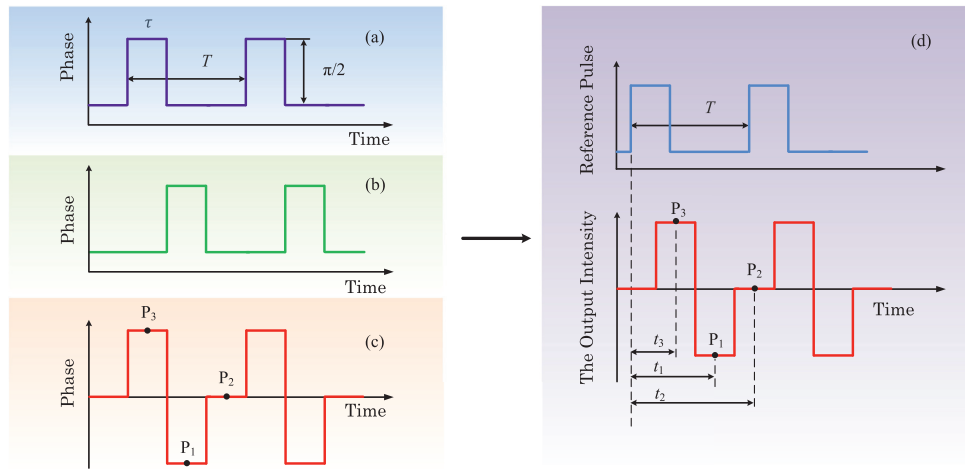 (a)
Phase
τ
T
π/2
Time
(b)
Phase
(c)
Phase
P3
P2
P1
Time
(d)
Reference Pulse
T
The Output Intensity
P3
P2
P1
Time
t3
t1
t2